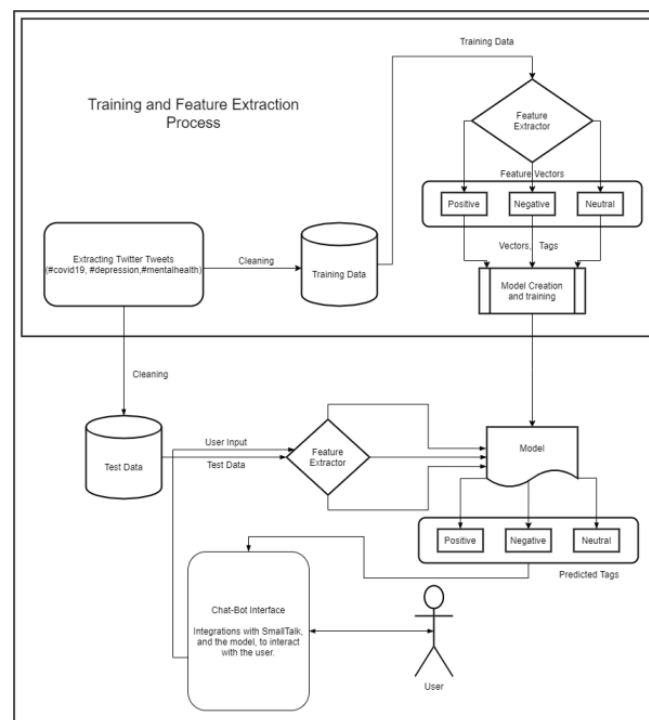 Training Data
Training and Feature Extraction
Process
Feature
Extractor
Feature Vectors
Positive
Negative
Neutral
Extracting Twitter Tweets
(#covid19, #depression,#mentalhealth)
Cleaning
Training Data
Vectors, Tags
Model Creation
and training
Cleaning
Test Data
User Input
Test Data
Feature
Extractor
Model
Positive
Negative
Neutral
Predicted Tags
Chat-Bot Interface
Integrations with SmallTalk,
and the model, to interact
with the user.
User